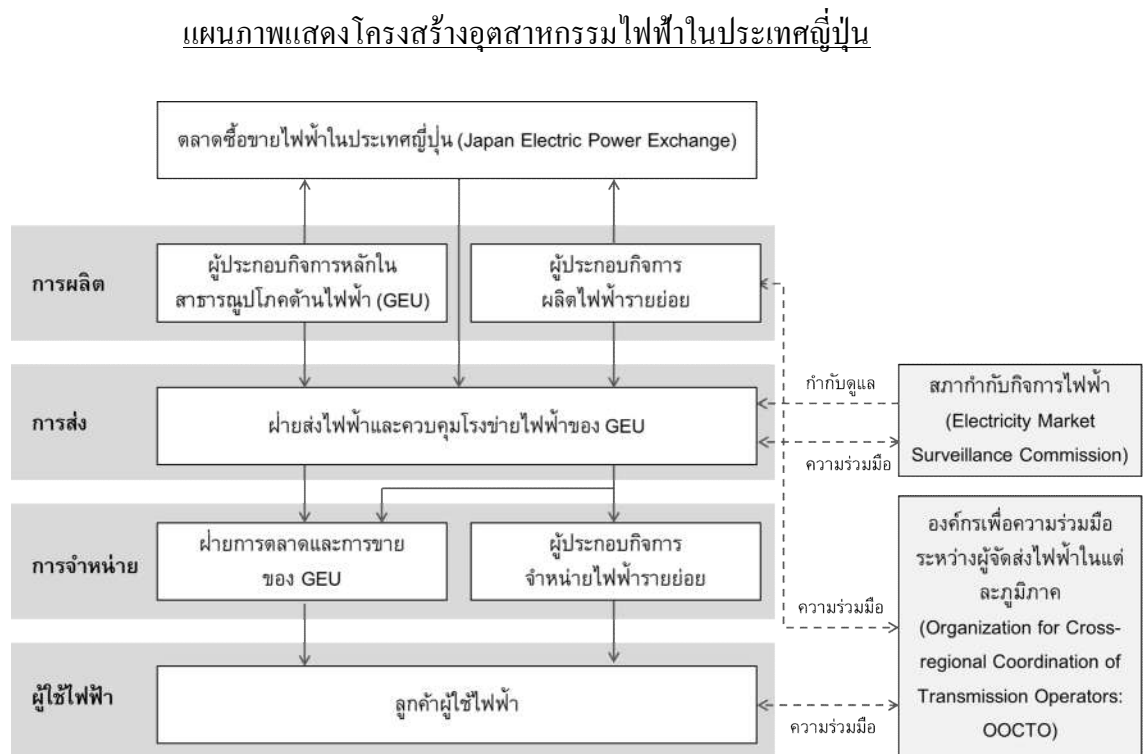 แผนภาพแสดงโครงสร้างอุตสาหกรรมไฟฟ้าในประเทศญี่ปุ่น
ตลาดซื้อขายไฟฟ้าในประเทศญี่ปุ่น (Japan Electric Power Exchange)
การผลิต
ผู้ประกอบกิจการหลักใน
สาธารณูปโภคด้านไฟฟ้า (GEU)
ผู้ประกอบกิจการ
ผลิตไฟฟ้ารายย่อย
การส่ง
ฝ่ายส่งไฟฟ้าและควบคุมโรงข่ายไฟฟ้าของ GEU
กำกับดูแล
ความร่วมมือ
สภากำกับกิจการไฟฟ้า
(Electricity Market
Surveillance Commission)
การจำหน่าย
ฝ่ายการตลาดและการขาย
ของ GEU
ผู้ประกอบกิจการ
จำหน่ายไฟฟ้ารายย่อย
ความร่วมมือ
องค์กรเพื่อความร่วมมือ
ระหว่างผู้จัดส่งไฟฟ้าในแต่
ละภูมิภาค
(Organization for Cross-
regional Coordination of
Transmission Operators:
OOCTO)
ผู้ใช้ไฟฟ้า
ลูกค้าผู้ใช้ไฟฟ้า
ความร่วมมือ